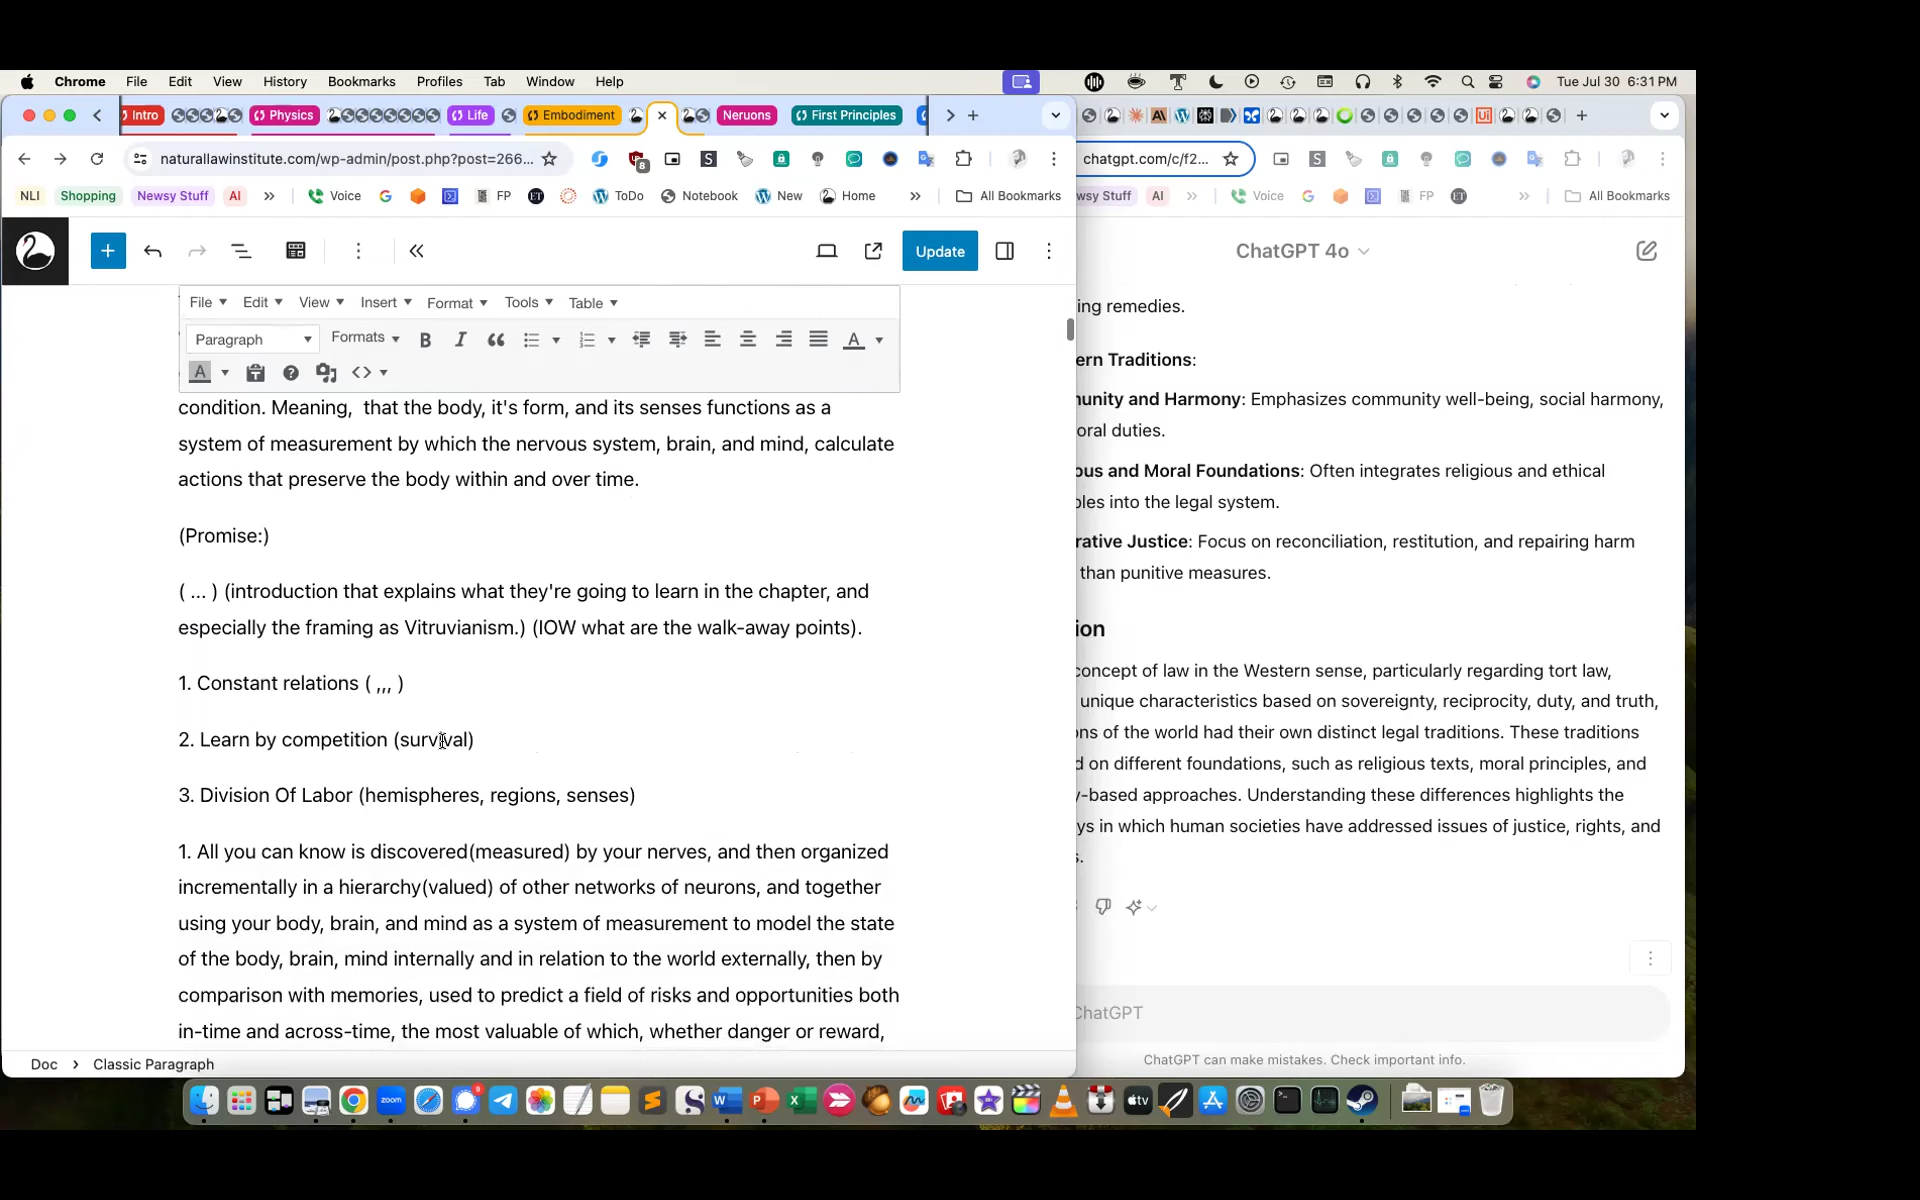 Chrome File Edit View History Bookmarks Profiles Tab Window Help Tue Jul 30 6:31 PM
Intro Physics Life Embodiment Neruons First Principles
naturallawinstitute.com/wp-admin/post.php?post=266...
8
NLI Shopping Newsy Stuff AI » Voice FP ET ToDo Notebook New Home » All Bookmarks
Update
File Edit View Insert Format Tools Table
Paragraph Formats B I A
A
condition. Meaning, that the body, it's form, and its senses functions as a
system of measurement by which the nervous system, brain, and mind, calculate
actions that preserve the body within and over time.
(Promise:)
( ... ) (introduction that explains what they're going to learn in the chapter, and
especially the framing as Vitruvianism.) (IOW what are the walk-away points).
1. Constant relations ( ,,, )
2. Learn by competition (survival)
3. Division Of Labor (hemispheres, regions, senses)
1. All you can know is discovered(measured) by your nerves, and then organized
incrementally in a hierarchy(valued) of other networks of neurons, and together
using your body, brain, and mind as a system of measurement to model the state
of the body, brain, mind internally and in relation to the world externally, then by
comparison with memories, used to predict a field of risks and opportunities both
in-time and across-time, the most valuable of which, whether danger or reward,
Doc › Classic Paragraph
chatgpt.com/c/f2...
wsy Stuff AI » Voice FP ET » All Bookmarks
ChatGPT 4o
ing remedies.
ern Traditions:
unity and Harmony: Emphasizes community well-being, social harmony,
oral duties.
ous and Moral Foundations: Often integrates religious and ethical
ples into the legal system.
rative Justice: Focus on reconciliation, restitution, and repairing harm
than punitive measures.
ion
concept of law in the Western sense, particularly regarding tort law,
unique characteristics based on sovereignty, reciprocity, duty, and truth,
ns of the world had their own distinct legal traditions. These traditions
d on different foundations, such as religious texts, moral principles, and
y-based approaches. Understanding these differences highlights the
ys in which human societies have addressed issues of justice, rights, and
s.
ChatGPT
ChatGPT can make mistakes. Check important info.
zoom tv